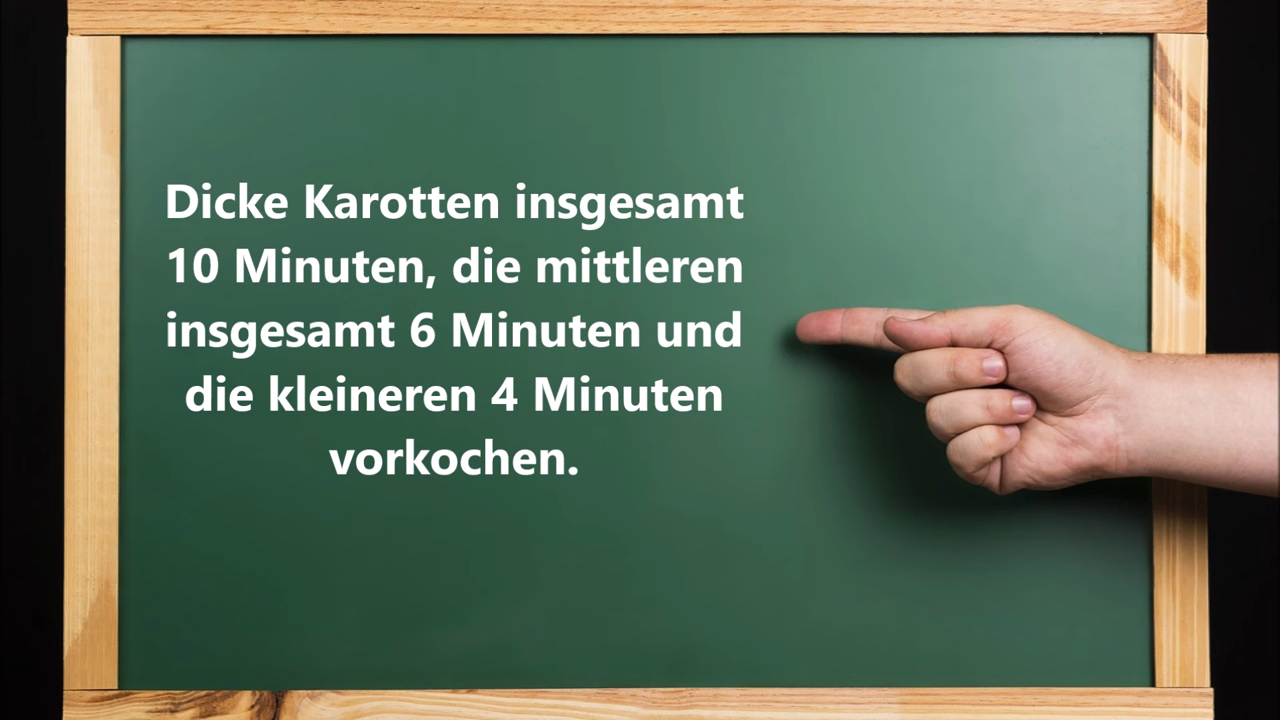 Dicke Karotten insgesamt
10 Minuten, die mittleren
insgesamt 6 Minuten und
die kleineren 4 Minuten
vorkochen.